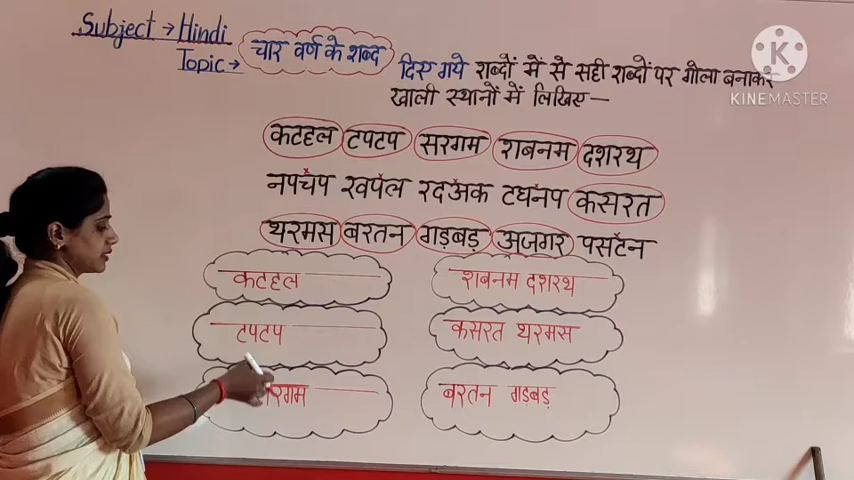 Subject → Hindi
Topic → चार वर्ण के शब्द
दिए गये शब्दों में से सही शब्दों पर गोला बनाकर
खाली स्थानों में लिखिए —
कटहल टपटप सरगम शबनम दशरथ
नपचप खपल रदअक टघनप कसरत
थरमस बरतन गड़बड़ अजगर पसटन
कटहल शबनम दशरथ
टपटप कसरत थरमस
रगम बरतन गड़बड़
KINEMASTER